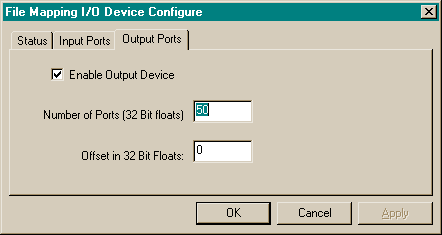 File Mapping I/O Device Configure
Status Input Ports Output Ports
Enable Output Device
Number of Ports (32 Bit floats) 50
Offset in 32 Bit Floats: 0
OK Cancel Apply